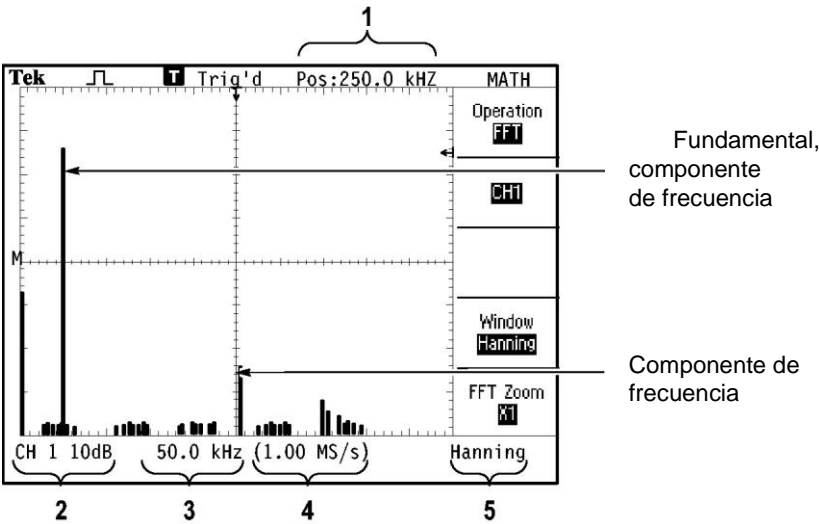 1
Tek T Trig'd Pos:250.0 kHZ MATH
Operation
FFT
Fundamental,
componente
de frecuencia
CH1
M
Window
Hanning
Componente de
frecuencia
FFT Zoom
X1
CH 1 10dB 50.0 kHz (1.00 MS/s) Hanning
2 3 4 5